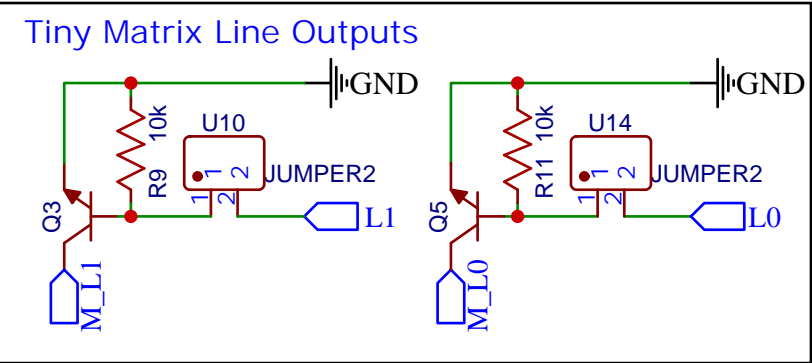 Tiny Matrix Line Outputs
GND
GND
10k
R9
U10
1 2
JUMPER2
1 2
L1
Q3
M_L1
10k
R11
U14
1 2
JUMPER2
1 2
L0
Q5
M_L0